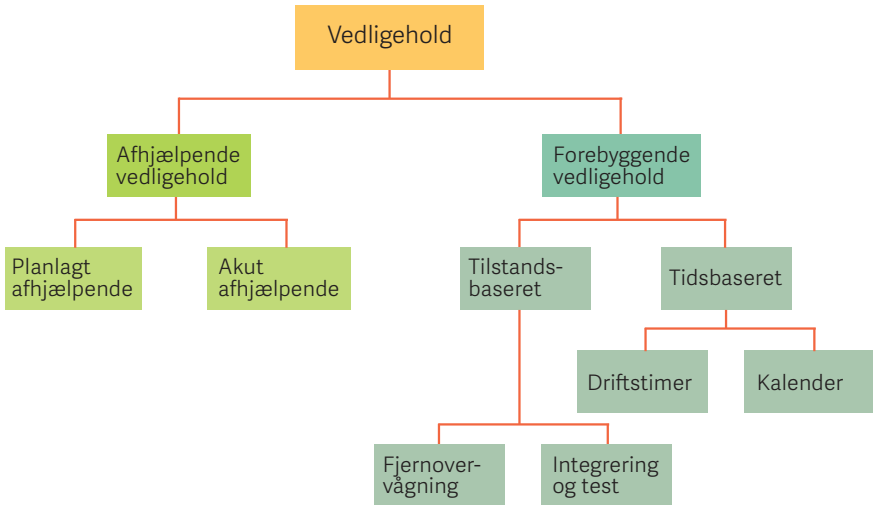 Vedligehold
Afhjælpende
vedligehold
Forebyggende
vedligehold
Planlagt
afhjælpende
Akut
afhjælpende
Tilstands-
baseret
Tidsbaseret
Driftstimer
Kalender
Fjernover-
vågning
Integrering
og test